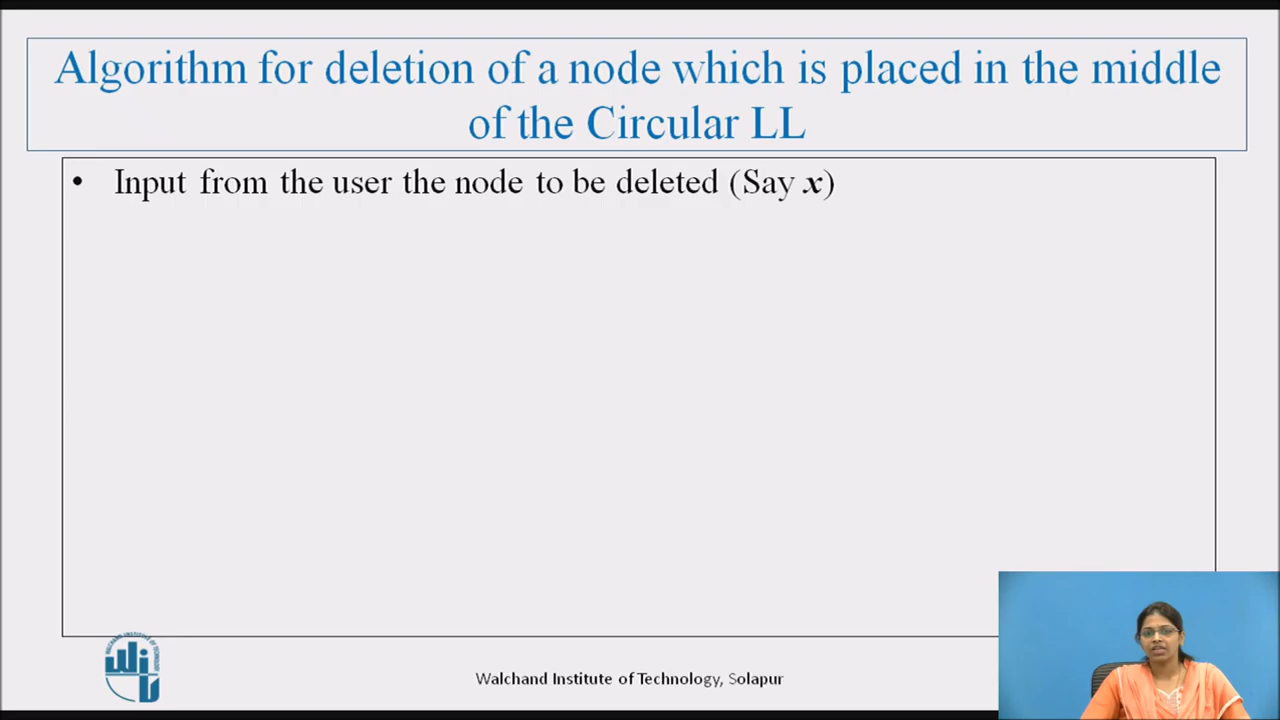 Algorithm for deletion of a node which is placed in the middle
of the Circular LL
• Input from the user the node to be deleted (Say x)
Walchand Institute of Technology, Solapur